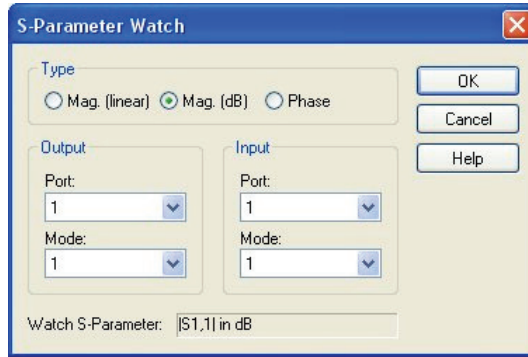 S-Parameter Watch
Type
Mag. (linear) Mag. (dB) Phase
OK
Cancel
Help
Output
Port:
1
Mode:
1
Input
Port:
1
Mode:
1
Watch S-Parameter: |S1,1| in dB